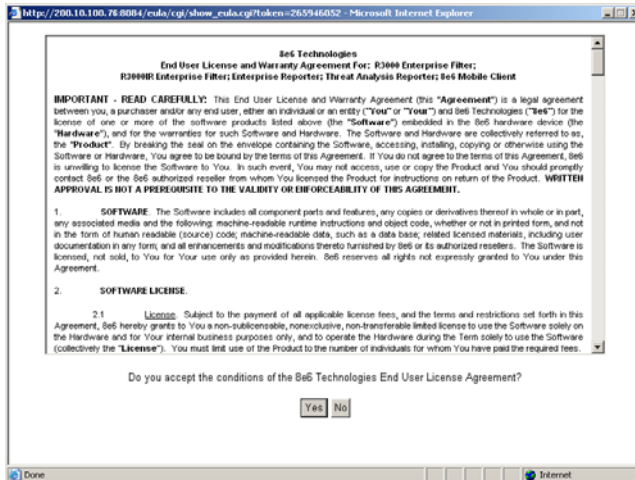 http://200.10.100.76:8084/eula/cgi/show_eula.cgi?token=265946052 - Microsoft Internet Explorer
8e6 Technologies
End User License and Warranty Agreement For: R3000 Enterprise Filter;
R3000IR Enterprise Filter; Enterprise Reporter; Threat Analysis Reporter; 8e6 Mobile Client
IMPORTANT - READ CAREFULLY: This End User License and Warranty Agreement (this "Agreement") is a legal agreement
between you, a purchaser and/or any end user, either an individual or an entity ("You" or "Your") and 8e6 Technologies ("8e6") for the
license of one or more of the software products listed above (the "Software") embedded in the 8e6 hardware device (the
"Hardware"), and for the warranties for such Software and Hardware. The Software and Hardware are collectively referred to as,
the "Product". By breaking the seal on the envelope containing the Software, accessing, installing, copying or otherwise using the
Software or Hardware, You agree to be bound by the terms of this Agreement. If You do not agree to the terms of this Agreement, 8e6
is unwilling to license the Software to You. In such event, You may not access, use or copy the Product and You should promptly
contact 8e6 or the 8e6 authorized reseller from whom You licensed the Product for instructions on return of the Product. WRITTEN
APPROVAL IS NOT A PREREQUISITE TO THE VALIDITY OR ENFORCEABILITY OF THIS AGREEMENT.
1. SOFTWARE. The Software includes all component parts and features, any copies or derivatives thereof in whole or in part,
any associated media and the following: machine-readable runtime instructions and object code, whether or not in printed form, and not
in the form of human readable (source) code; machine-readable data, such as a data base; related licensed materials, including user
documentation in any form; and all enhancements and modifications thereto furnished by 8e6 or its authorized resellers. The Software is
licensed, not sold, to You for Your use only as provided herein. 8e6 reserves all rights not expressly granted to You under this
Agreement.
2. SOFTWARE LICENSE.
2.1 License. Subject to the payment of all applicable license fees, and the terms and restrictions set forth in this
Agreement, 8e6 hereby grants to You a non-sublicensable, nonexclusive, non-transferable limited license to use the Software solely on
the Hardware and for Your internal business purposes only, and to operate the Hardware during the Term solely to use the Software
(collectively the "License"). You must limit use of the Product to the number of individuals for whom You have paid the required fees.
Do you accept the conditions of the 8e6 Technologies End User License Agreement?
Yes No
Done Internet